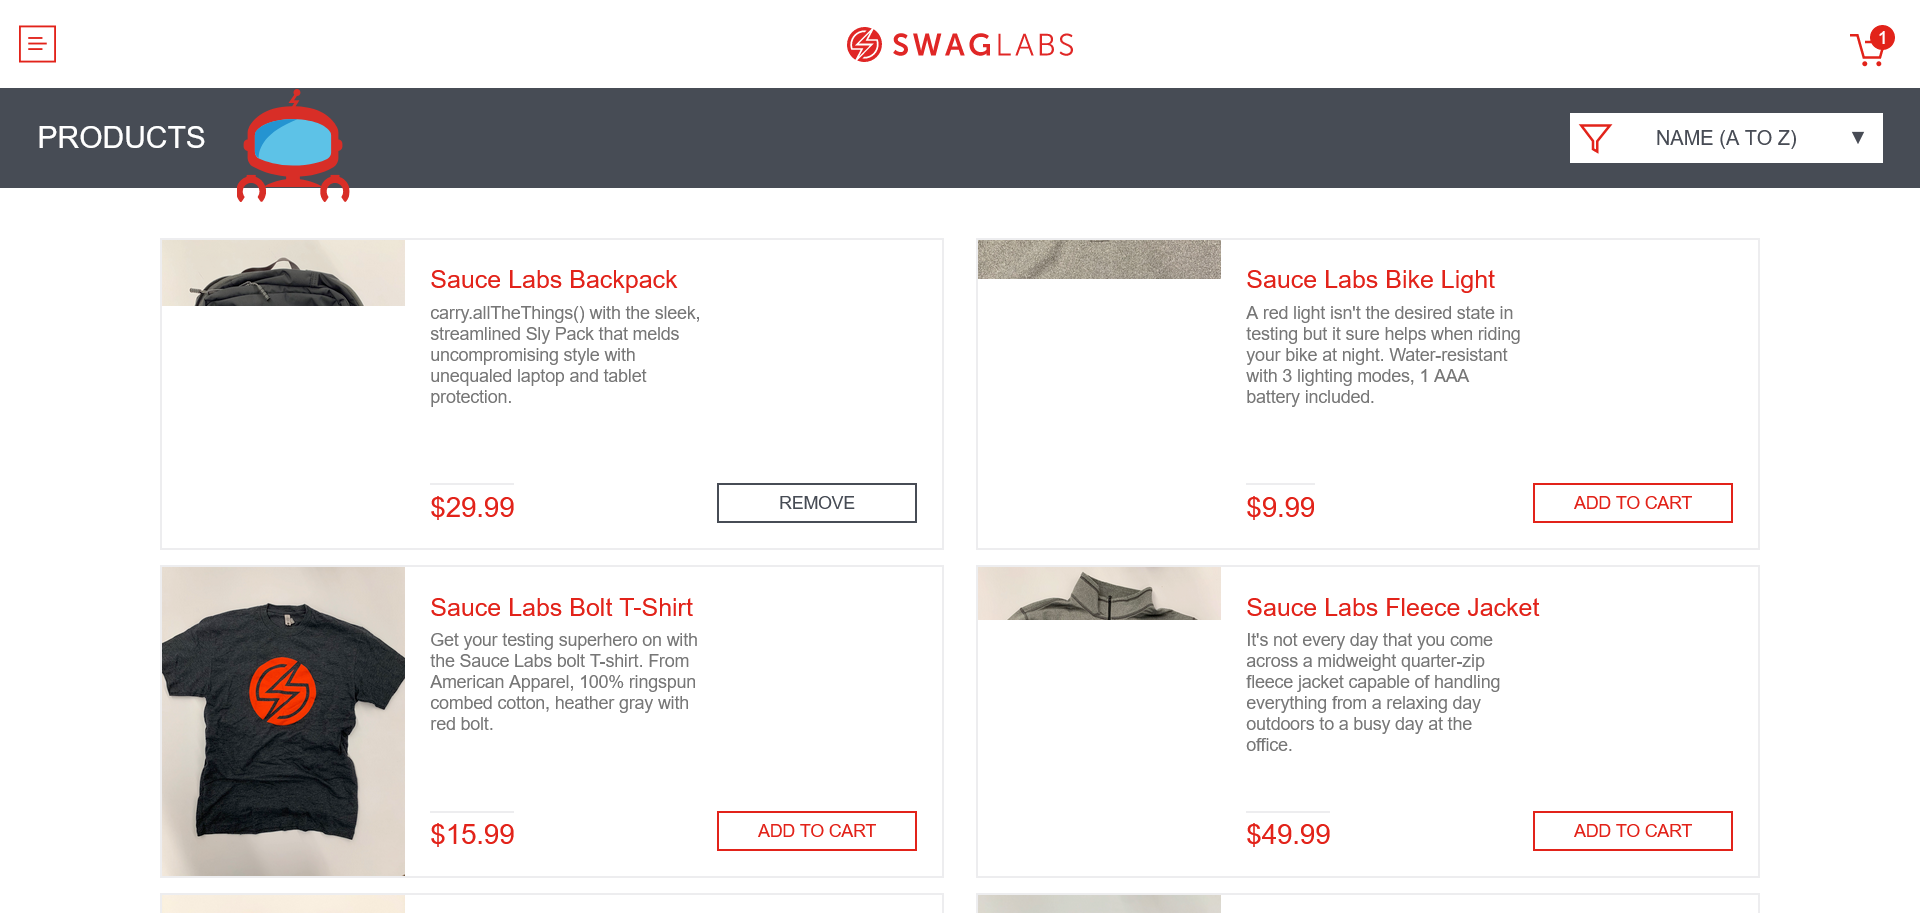 SWAGLABS
1
PRODUCTS
NAME (A TO Z)
Sauce Labs Backpack
carry.allTheThings() with the sleek,
streamlined Sly Pack that melds
uncompromising style with
unequaled laptop and tablet
protection.
$29.99
REMOVE
Sauce Labs Bike Light
A red light isn't the desired state in
testing but it sure helps when riding
your bike at night. Water-resistant
with 3 lighting modes, 1 AAA
battery included.
$9.99
ADD TO CART
Sauce Labs Bolt T-Shirt
Get your testing superhero on with
the Sauce Labs bolt T-shirt. From
American Apparel, 100% ringspun
combed cotton, heather gray with
red bolt.
$15.99
ADD TO CART
Sauce Labs Fleece Jacket
It's not every day that you come
across a midweight quarter-zip
fleece jacket capable of handling
everything from a relaxing day
outdoors to a busy day at the
office.
$49.99
ADD TO CART